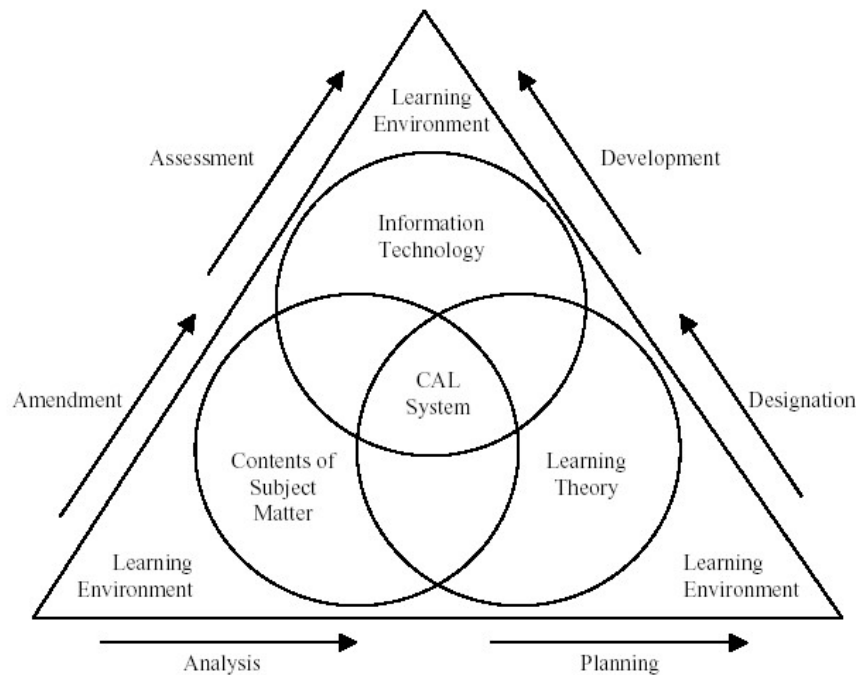 Learning
Environment
Assessment
Development
Information
Technology
CAL
System
Amendment
Designation
Contents of
Subject
Matter
Learning
Theory
Learning
Environment
Learning
Environment
Analysis
Planning